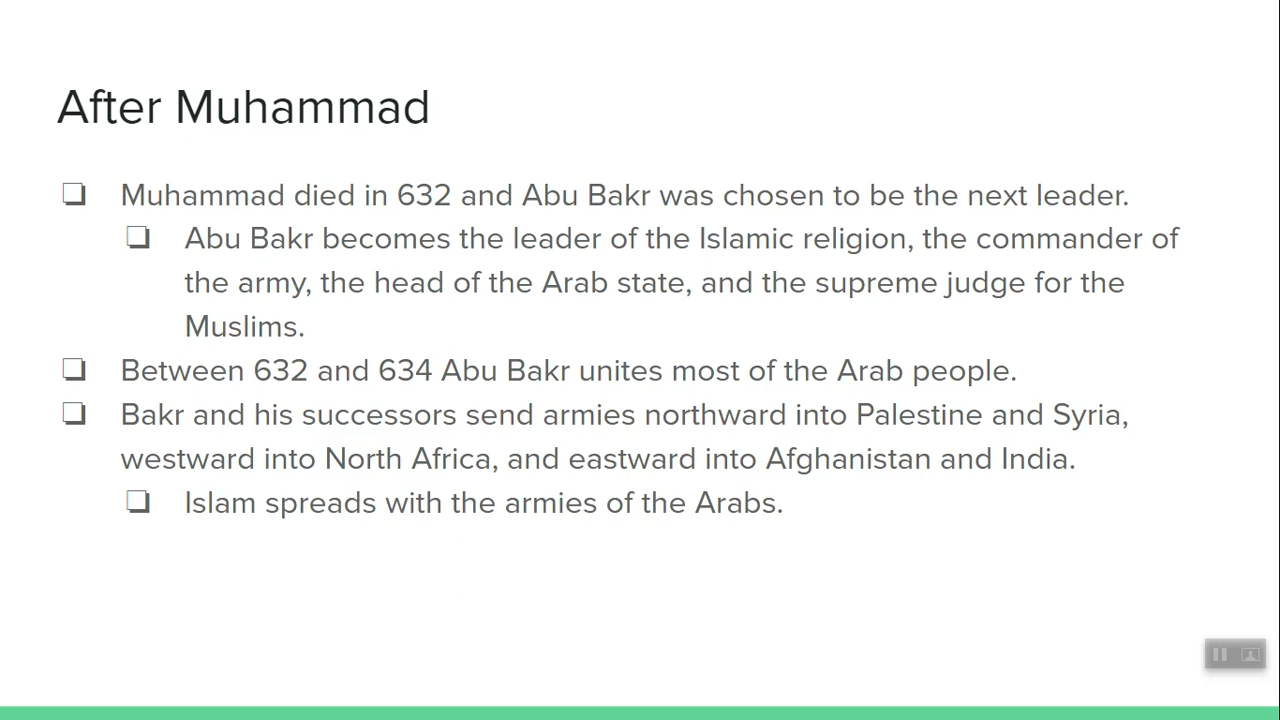 After Muhammad
❏ Muhammad died in 632 and Abu Bakr was chosen to be the next leader.
❏ Abu Bakr becomes the leader of the Islamic religion, the commander of
the army, the head of the Arab state, and the supreme judge for the
Muslims.
❏ Between 632 and 634 Abu Bakr unites most of the Arab people.
❏ Bakr and his successors send armies northward into Palestine and Syria,
westward into North Africa, and eastward into Afghanistan and India.
❏ Islam spreads with the armies of the Arabs.